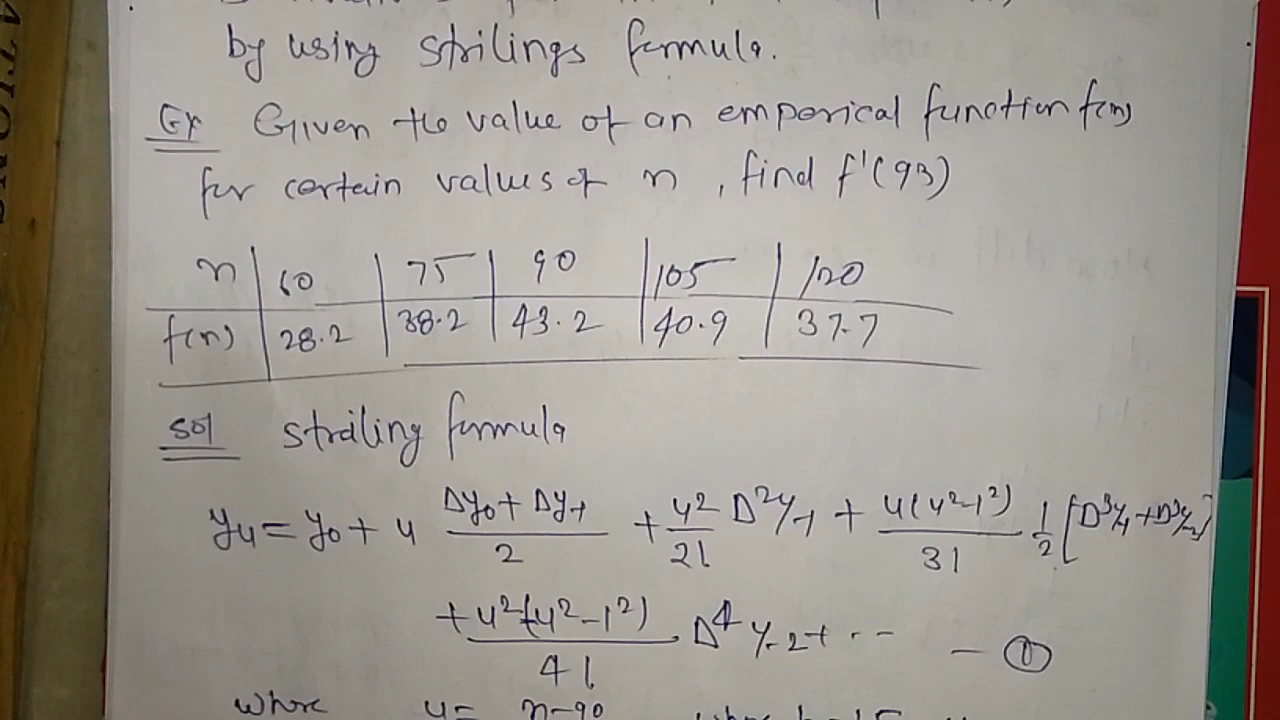 by using strilings formula.
Ex Given the value of an emporical function f(n)
for certain values of n , find f'(93)
n | 60 | 75 | 90 | 105 | 120
f(n) | 28.2 | 38.2 | 43.2 | 40.9 | 37.7
Sol straling formula
yu = y0 + u (Δy0 + Δy-1)/2 + u²/2! Δ²y-1 + u(u²-1²)/3! 1/2 [Δ³y-1 + Δ³y-2]
+ u²(u²-1²)/4! Δ⁴y-2 + ... — ①
where u = n-90